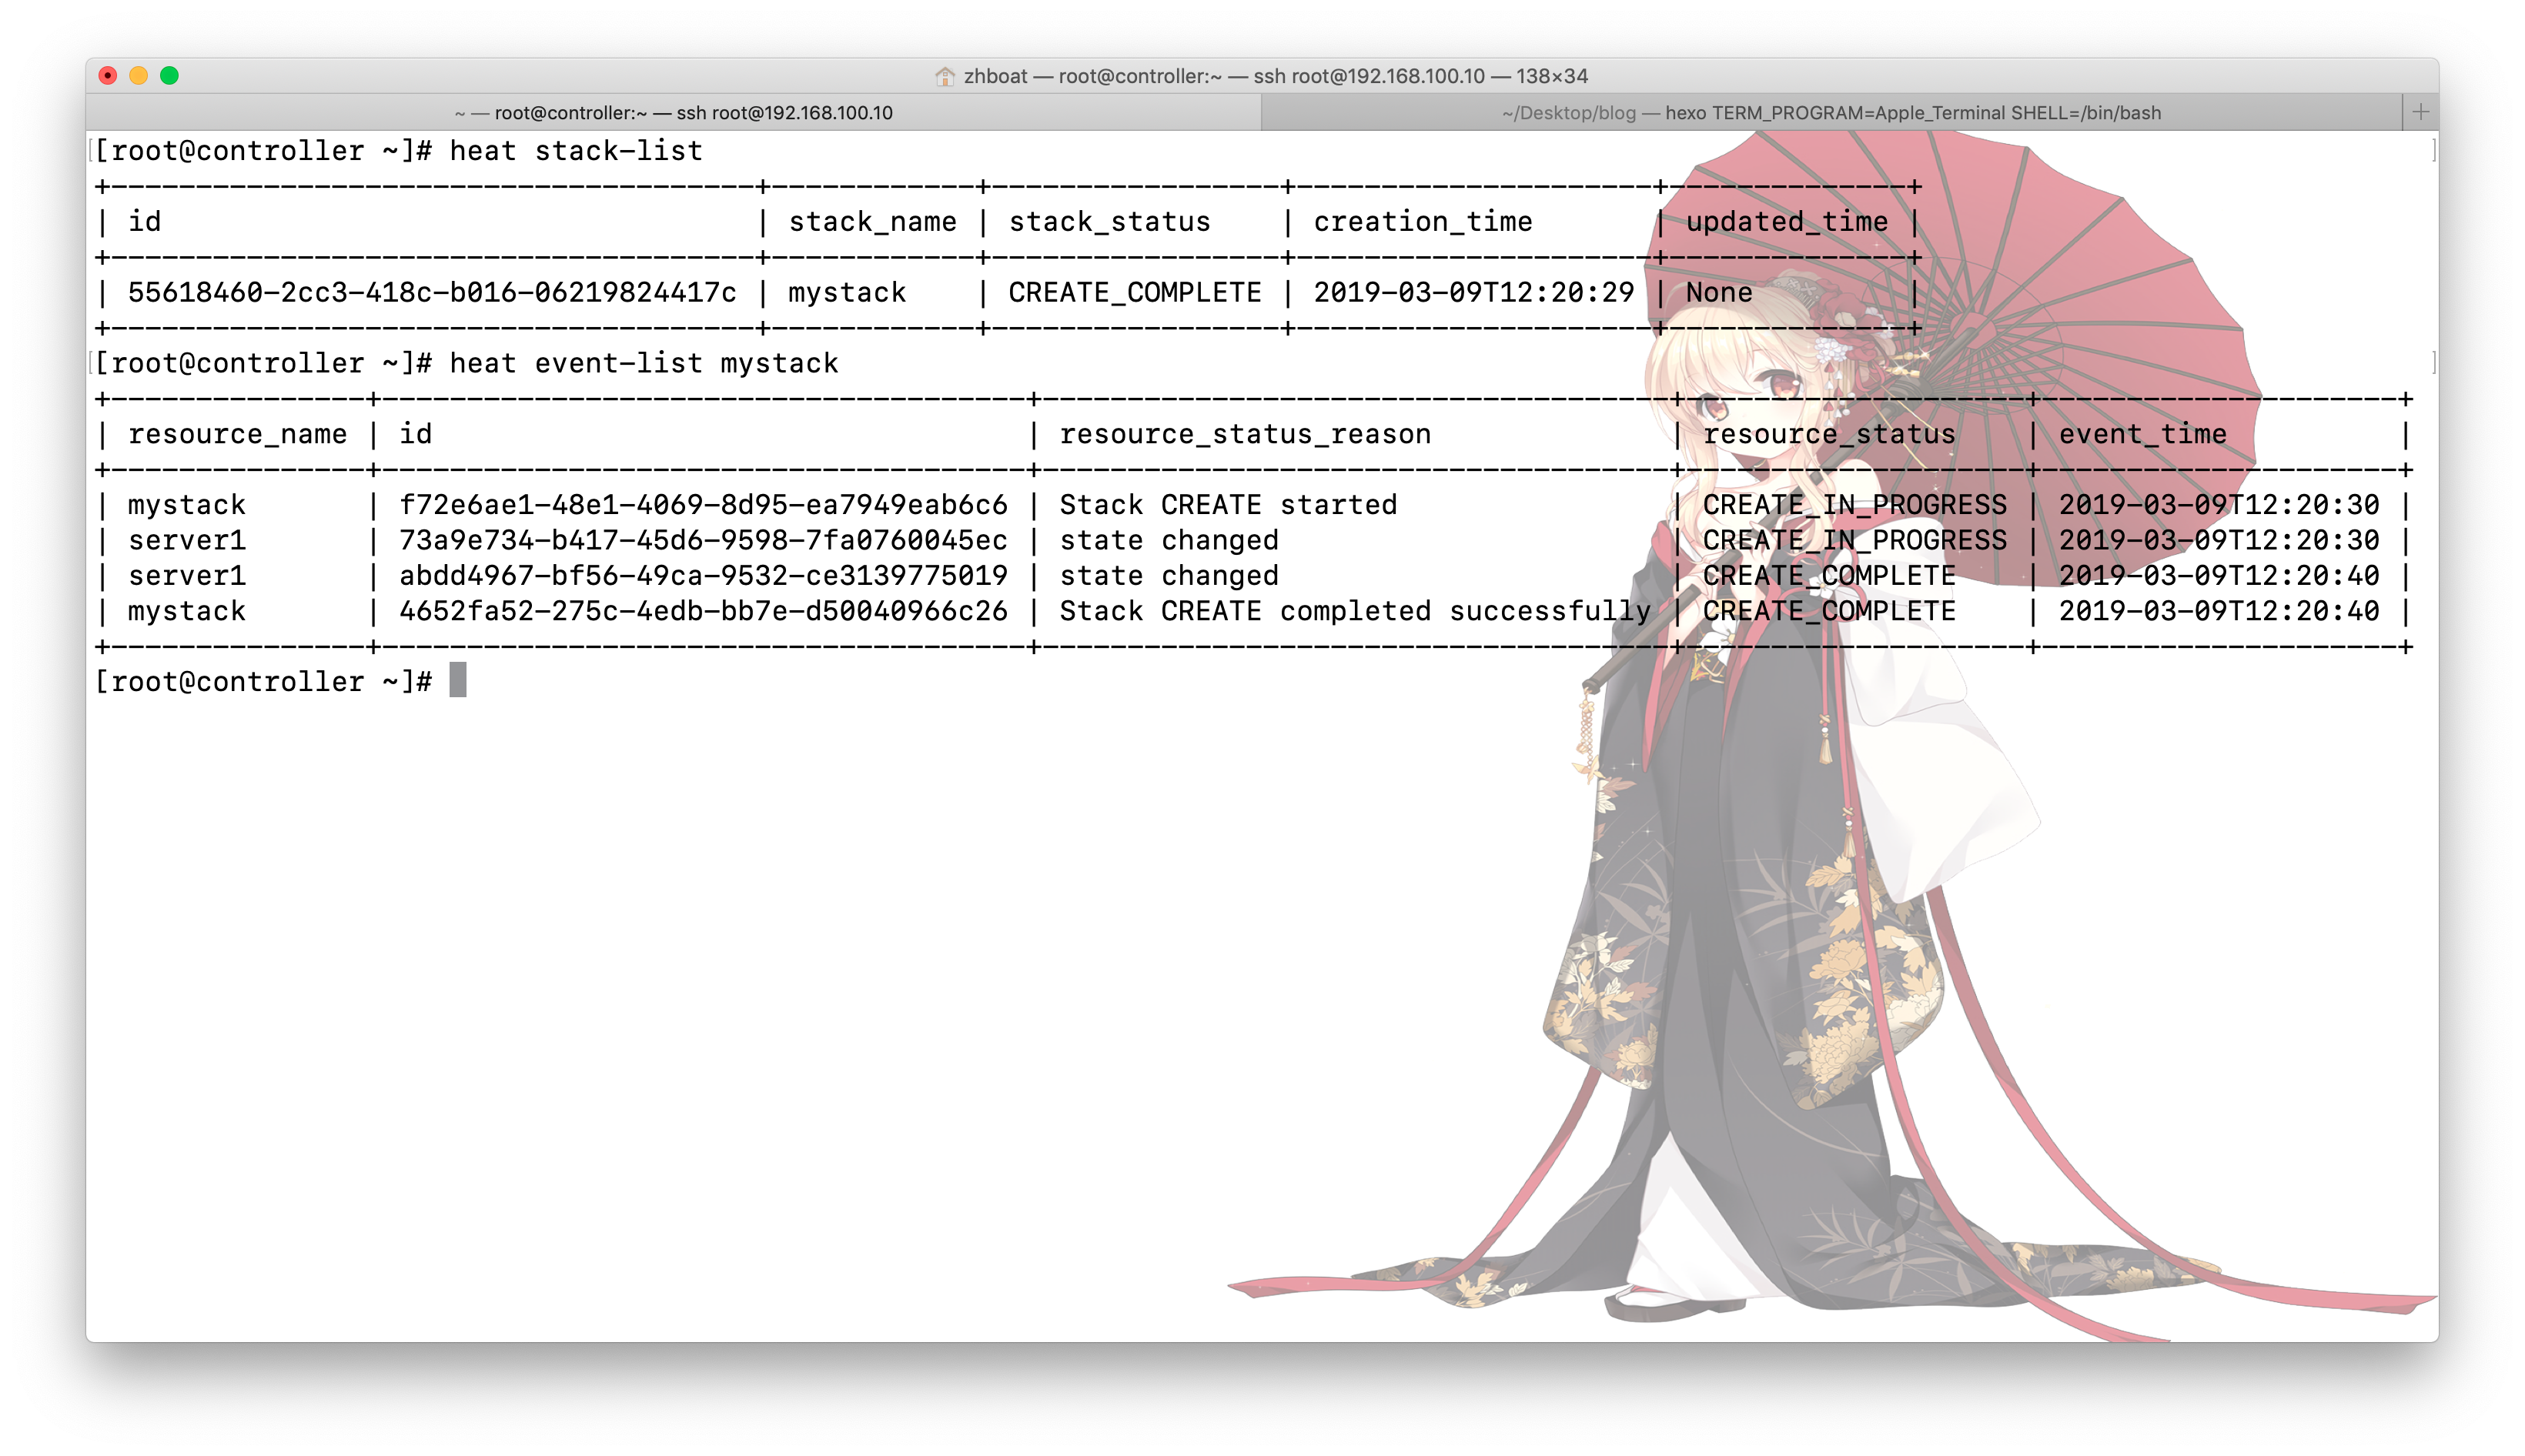 zhboat — root@controller:~ — ssh root@192.168.100.10 — 138×34
~ — root@controller:~ — ssh root@192.168.100.10
~/Desktop/blog — hexo TERM_PROGRAM=Apple_Terminal SHELL=/bin/bash
[root@controller ~]# heat stack-list
+--------------------------------------+------------+-----------------+---------------------+--------------+
| id                                   | stack_name | stack_status    | creation_time       | updated_time |
+--------------------------------------+------------+-----------------+---------------------+--------------+
| 55618460-2cc3-418c-b016-06219824417c | mystack    | CREATE_COMPLETE | 2019-03-09T12:20:29 | None         |
+--------------------------------------+------------+-----------------+---------------------+--------------+
[root@controller ~]# heat event-list mystack
+---------------+--------------------------------------+-------------------------------------+--------------------+---------------------+
| resource_name | id                                   | resource_status_reason              | resource_status    | event_time          |
+---------------+--------------------------------------+-------------------------------------+--------------------+---------------------+
| mystack       | f72e6ae1-48e1-4069-8d95-ea7949eab6c6 | Stack CREATE started                | CREATE_IN_PROGRESS | 2019-03-09T12:20:30 |
| server1       | 73a9e734-b417-45d6-9598-7fa0760045ec | state changed                       | CREATE_IN_PROGRESS | 2019-03-09T12:20:30 |
| server1       | abdd4967-bf56-49ca-9532-ce3139775019 | state changed                       | CREATE_COMPLETE    | 2019-03-09T12:20:40 |
| mystack       | 4652fa52-275c-4edb-bb7e-d50040966c26 | Stack CREATE completed successfully | CREATE_COMPLETE    | 2019-03-09T12:20:40 |
+---------------+--------------------------------------+-------------------------------------+--------------------+---------------------+
[root@controller ~]#